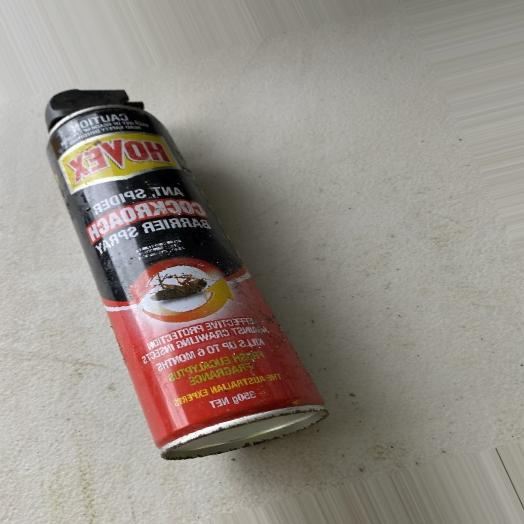 CAUTION
HOVEX
ANT, SPIDER
COCKROACH
BARRIER SPRAY
EFFECTIVE PROTECTION
AGAINST CRAWLING INSECTS
KILLS UP TO 6 MONTHS
FRESH EUCALYPTUS
FRAGRANCE
THE AUSTRALIAN EXPERTS
350g NET